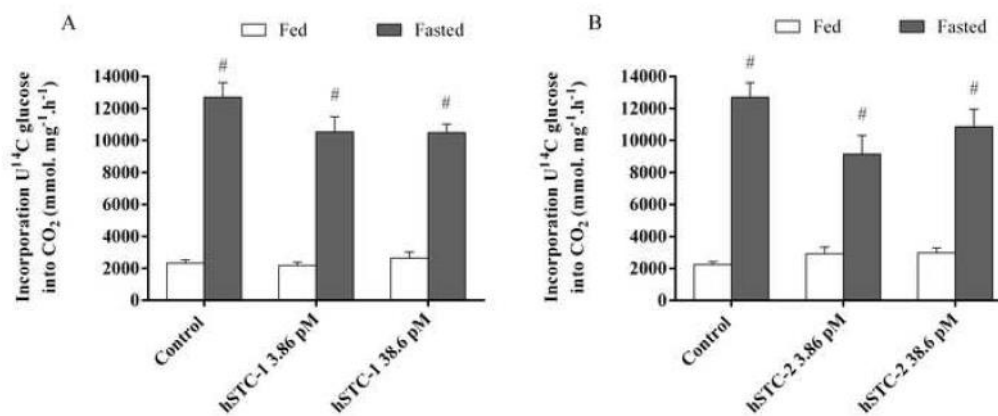 A
Fed
Fasted
Incorporation U¹⁴C glucose
into CO₂ (mmol. mg⁻¹.h⁻¹)
14000
12000
10000
8000
6000
4000
2000
0
#
#
#
Control
hSTC-1 3.86 pM
hSTC-1 38.6 pM
B
Fed
Fasted
Incorporation U¹⁴C glucose
into CO₂ (mmol. mg⁻¹.h⁻¹)
14000
12000
10000
8000
6000
4000
2000
0
#
#
#
Control
hSTC-2 3.86 pM
hSTC-2 38.6 pM